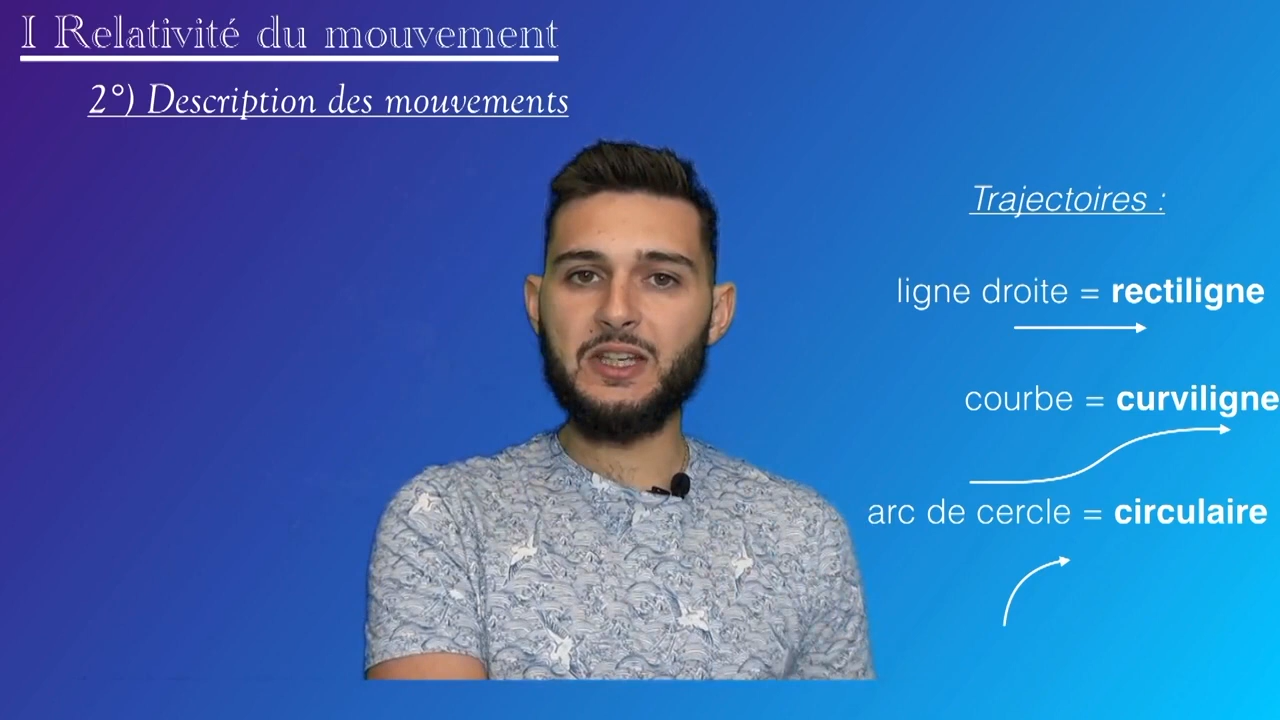 I Relativité du mouvement
2°) Description des mouvements
Trajectoires :
ligne droite = rectiligne
courbe = curviligne
arc de cercle = circulaire